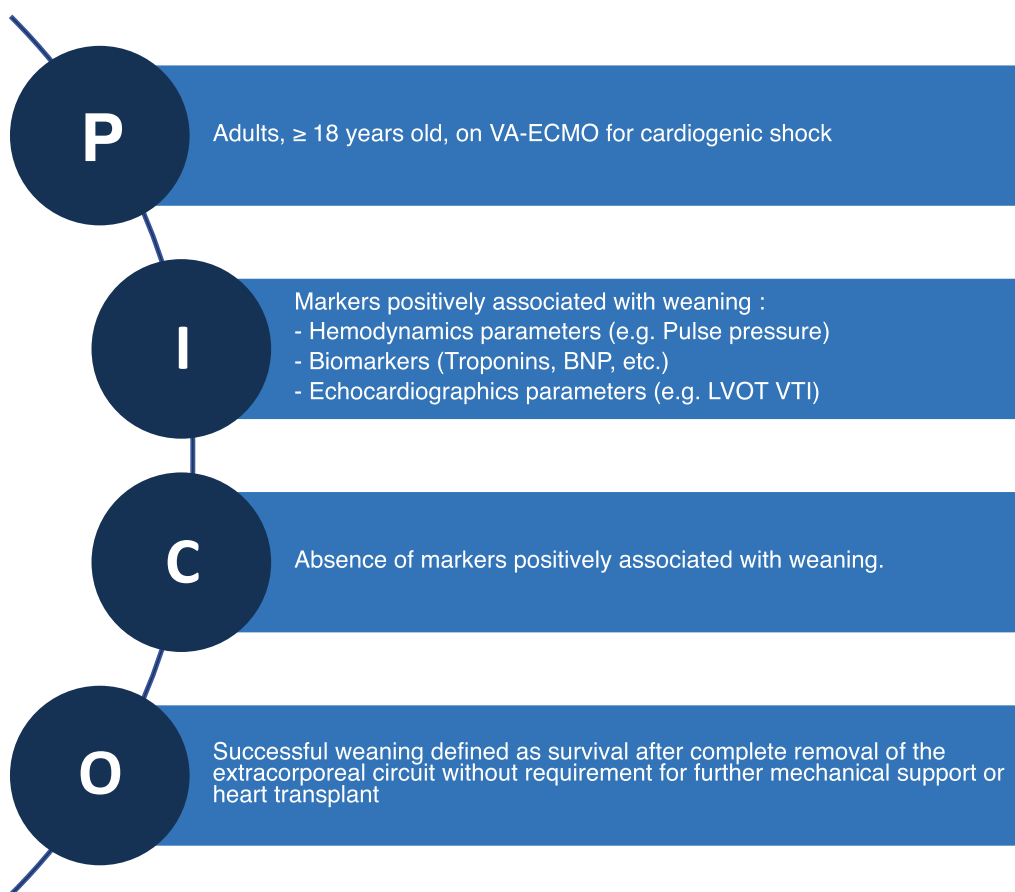 P
Adults, ≥ 18 years old, on VA-ECMO for cardiogenic shock
I
Markers positively associated with weaning :
- Hemodynamics parameters (e.g. Pulse pressure)
- Biomarkers (Troponins, BNP, etc.)
- Echocardiographics parameters (e.g. LVOT VTI)
C
Absence of markers positively associated with weaning.
O
Successful weaning defined as survival after complete removal of the
extracorporeal circuit without requirement for further mechanical support or
heart transplant